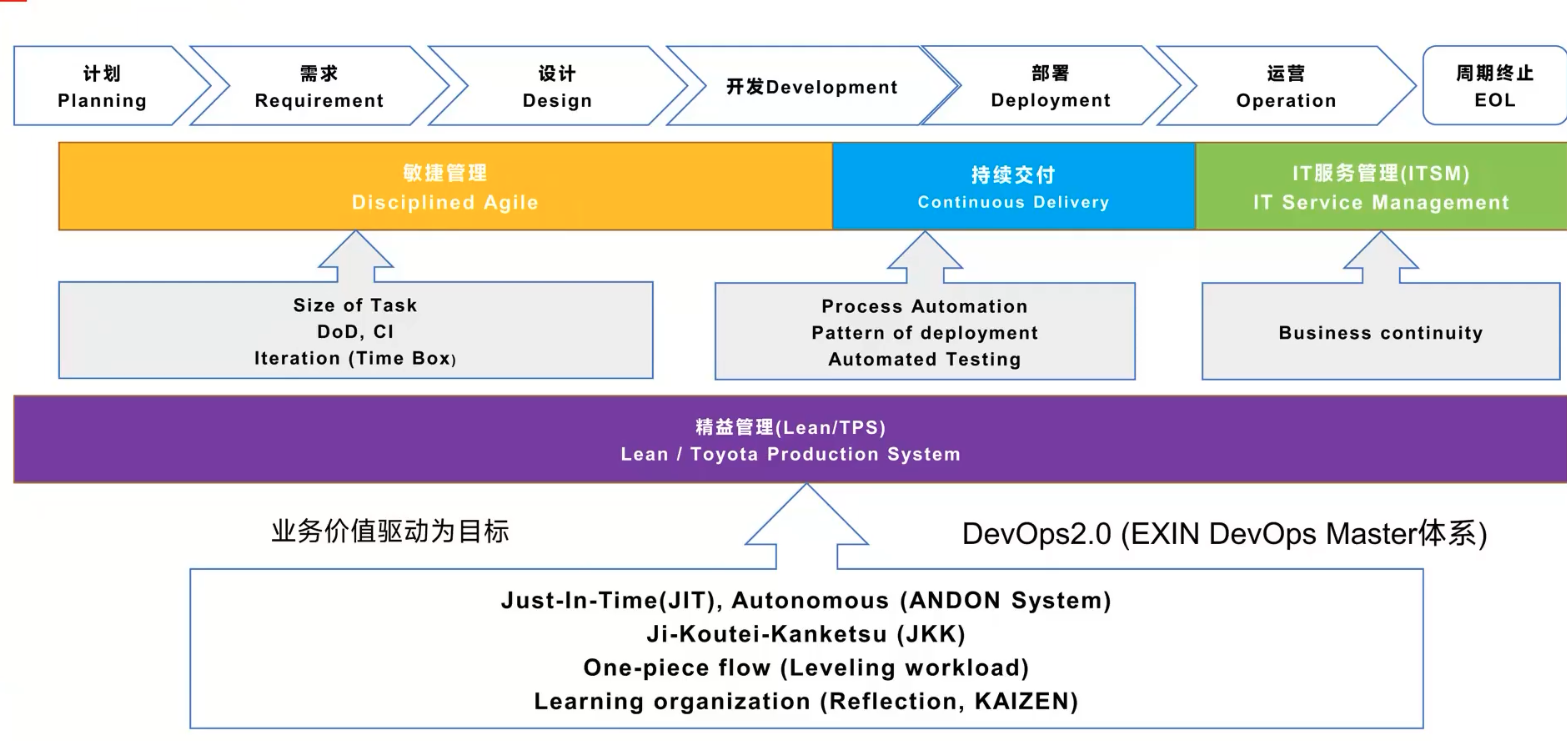 计划
Planning
需求
Requirement
设计
Design
开发Development
部署
Deployment
运营
Operation
周期终止
EOL
敏捷管理
Disciplined Agile
持续交付
Continuous Delivery
IT服务管理(ITSM)
IT Service Management
Size of Task
DoD, CI
Iteration (Time Box)
Process Automation
Pattern of deployment
Automated Testing
Business continuity
精益管理(Lean/TPS)
Lean / Toyota Production System
业务价值驱动为目标
DevOps2.0 (EXIN DevOps Master体系)
Just-In-Time(JIT), Autonomous (ANDON System)
Ji-Koutei-Kanketsu (JKK)
One-piece flow (Leveling workload)
Learning organization (Reflection, KAIZEN)